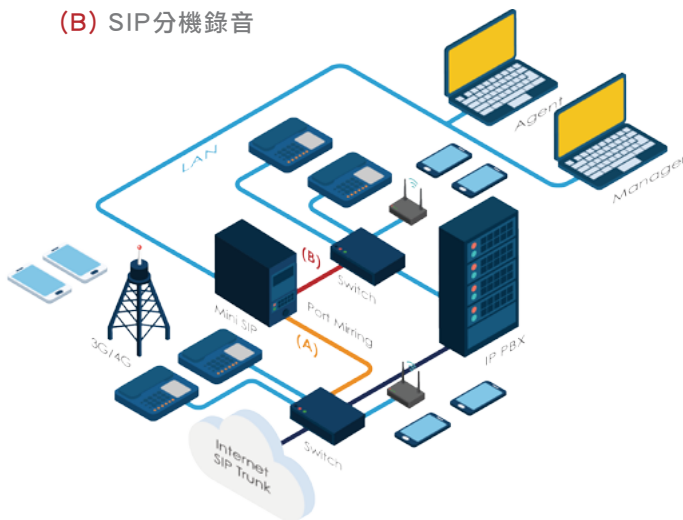 (B) SIP分機錄音
Agent
Manager
LAN
(B)
Switch
Mini SIP
Port Mirring
(A)
3G/4G
IP PBX
Switch
Internet
SIP Trunk